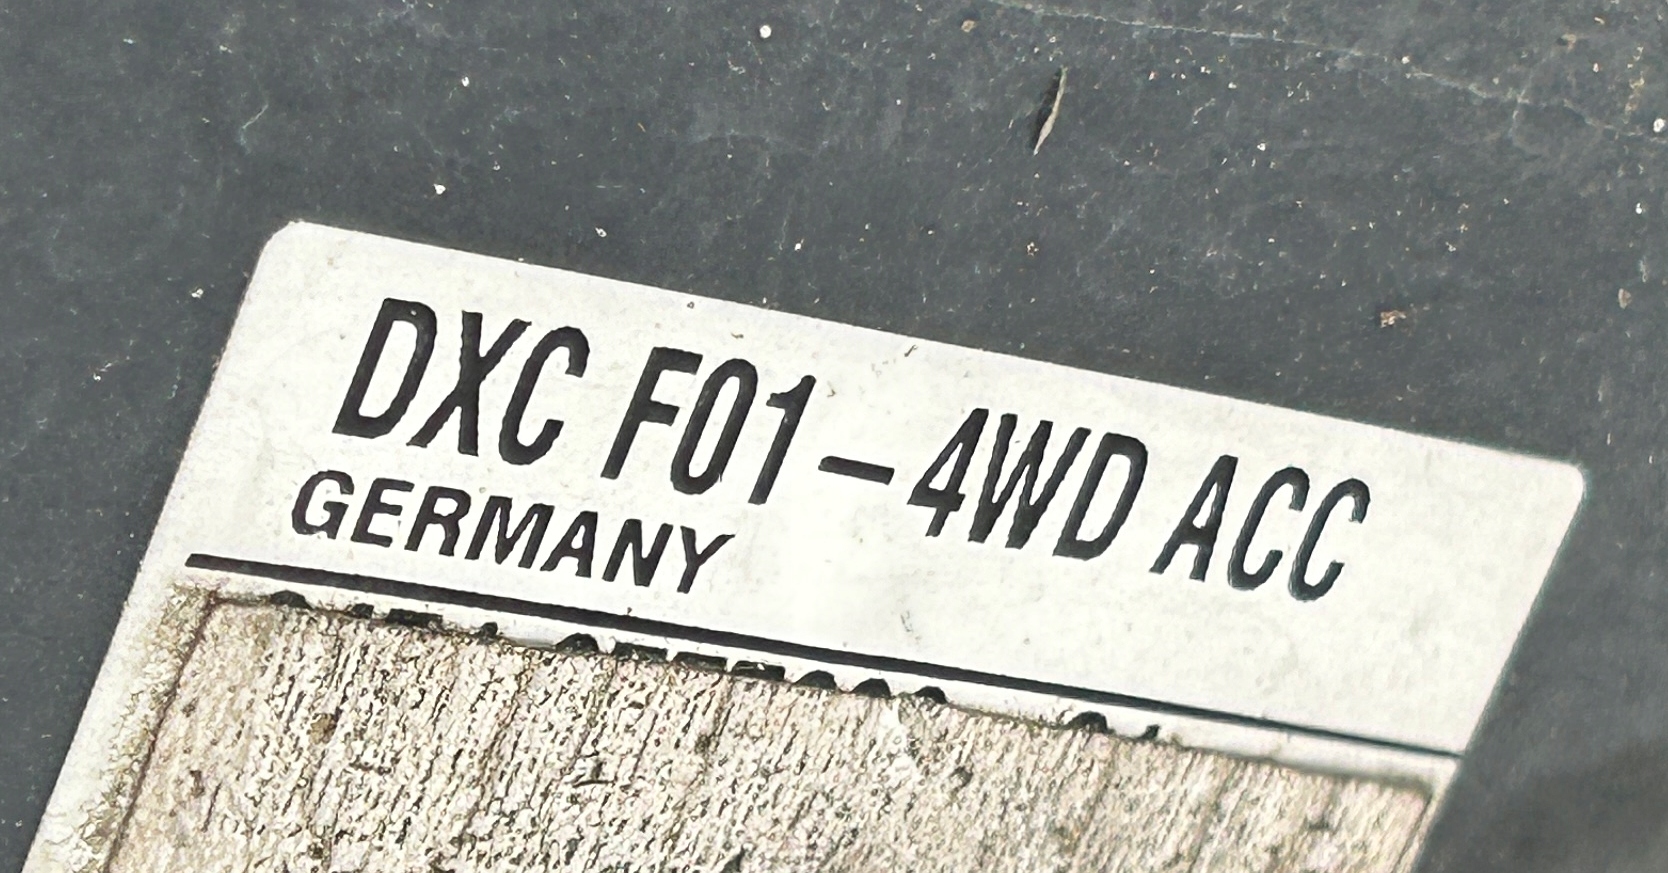 DXC F01-4WD ACC
GERMANY